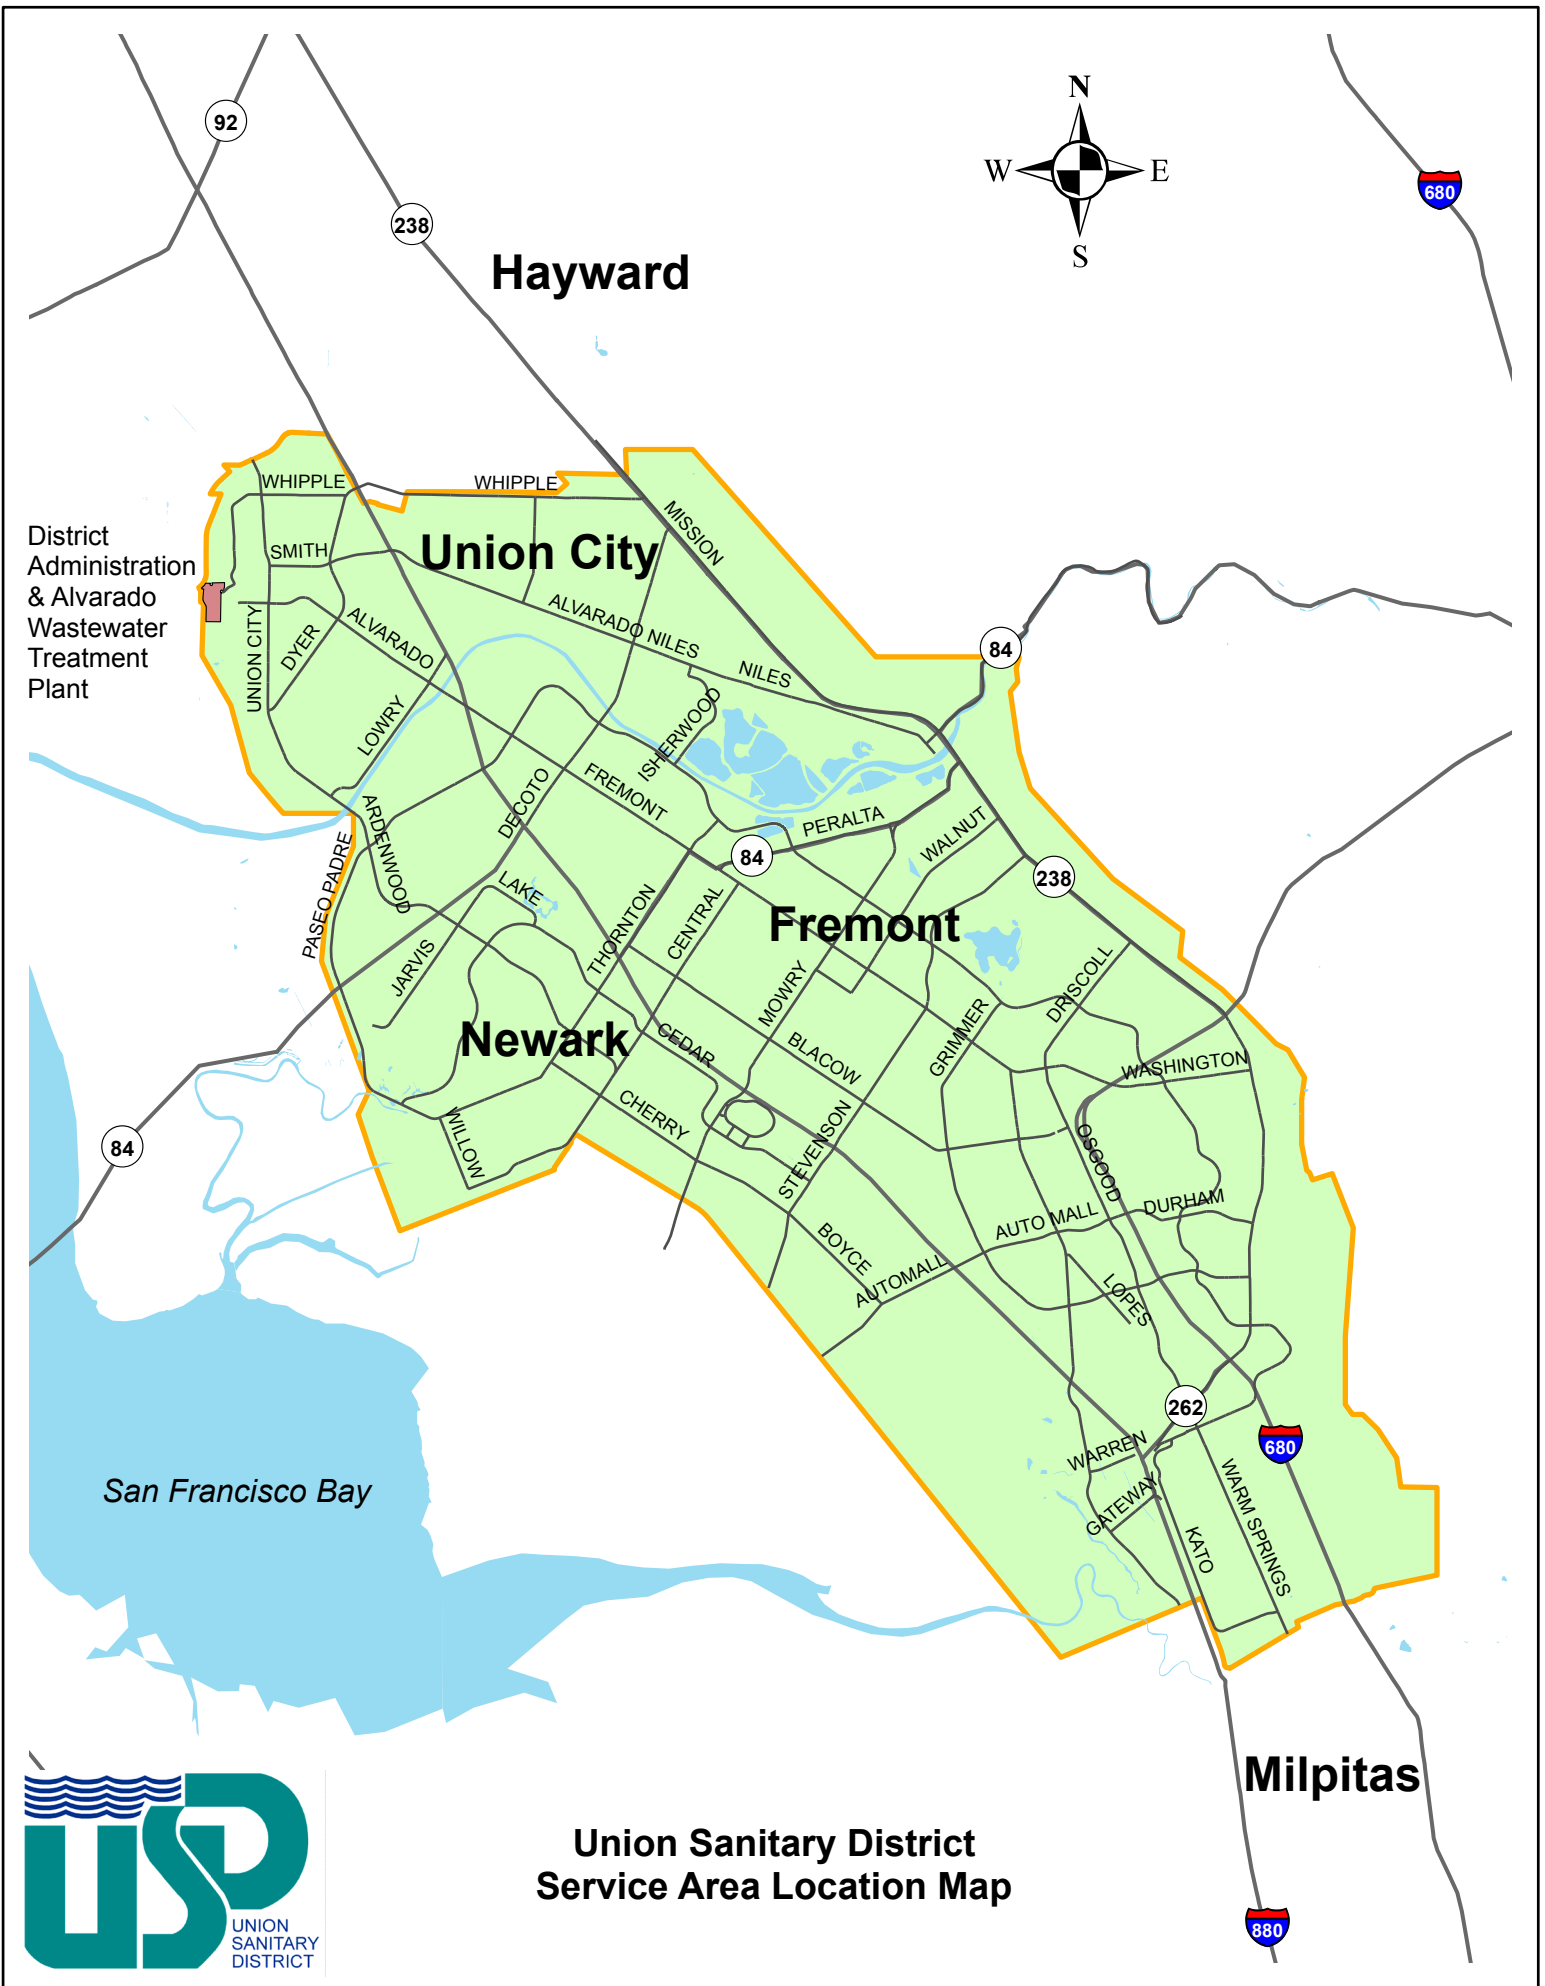 N
W
E
S
92
238
680
Hayward
WHIPPLE
WHIPPLE
MISSION
District
Administration
& Alvarado
Wastewater
Treatment
Plant
SMITH
Union City
UNION CITY
DYER
ALVARADO
ALVARADO NILES
NILES
84
LOWRY
ISHERWOOD
DECOTO
FREMONT
ARDENWOOD
PASEO PADRE
PERALTA
WALNUT
84
238
LAKE
JARVIS
THORNTON
CENTRAL
Fremont
MOWRY
DRISCOLL
GRIMMER
Newark
CEDAR
BLACOW
WASHINGTON
CHERRY
WILLOW
84
STEVENSON
OSGOOD
BOYCE
AUTOMALL
AUTO MALL
DURHAM
LOPES
262
680
WARREN
GATEWAY
KATO
WARM SPRINGS
San Francisco Bay
Milpitas
Union Sanitary District
Service Area Location Map
USD
UNION
SANITARY
DISTRICT
880